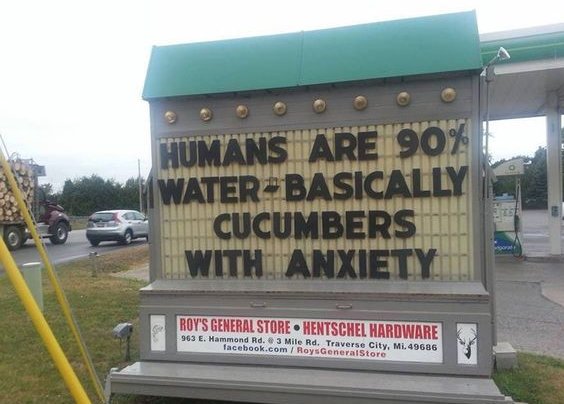 HUMANS ARE 90%
WATER-BASICALLY
CUCUMBERS
WITH ANXIETY
ROY'S GENERAL STORE • HENTSCHEL HARDWARE
963 E. Hammond Rd. @ 3 Mile Rd. Traverse City, Mi. 49686
facebook.com / RoysGeneralStore